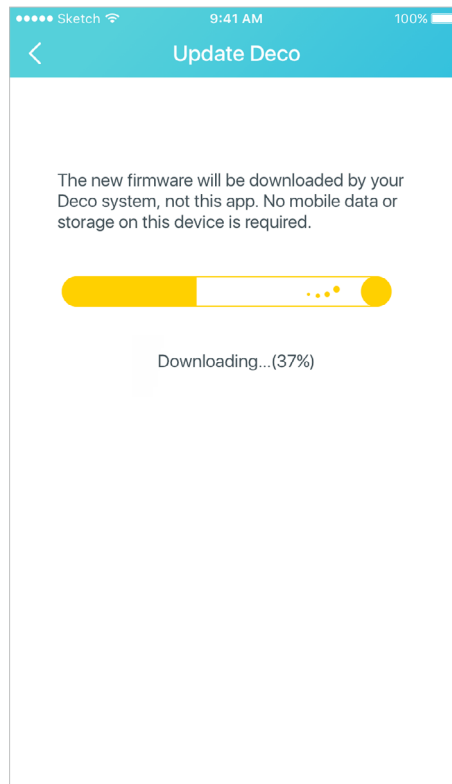 ●●●●● Sketch 9:41 AM 100%
Update Deco
The new firmware will be downloaded by your
Deco system, not this app. No mobile data or
storage on this device is required.
Downloading...(37%)